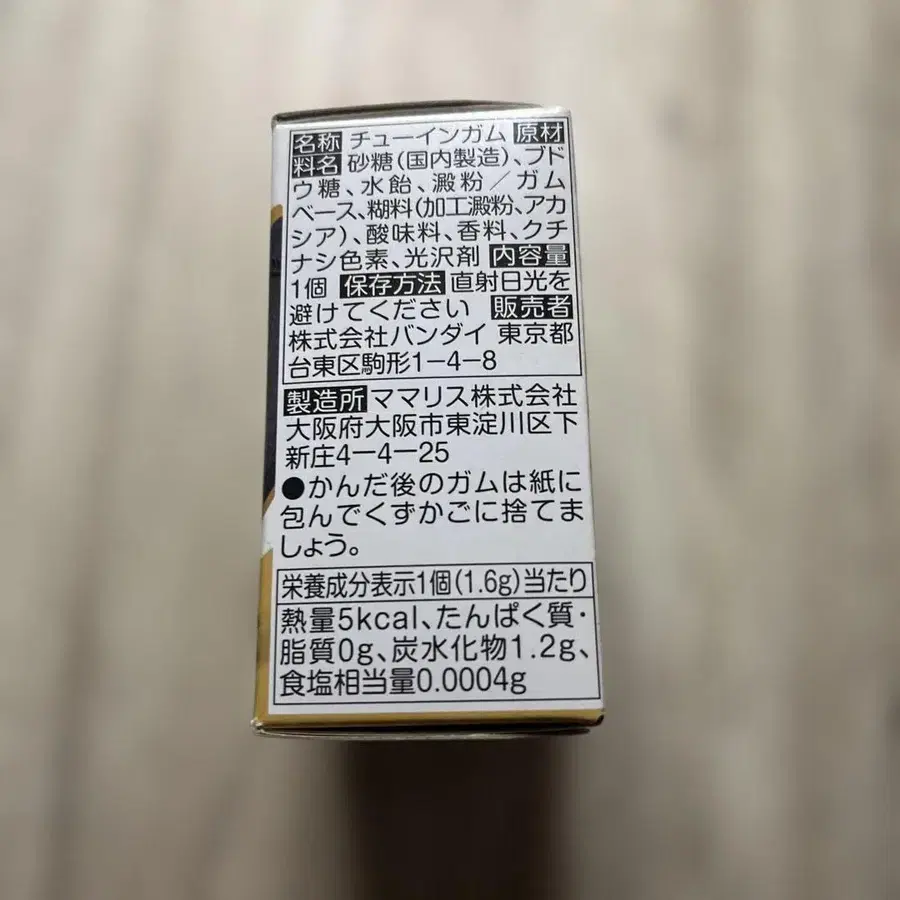 名称 チューインガム 原材
料名 砂糖(国内製造)、ブド
ウ糖、水飴、澱粉/ガム
ベース、糊料(加工澱粉、アカ
シア)、酸味料、香料、クチ
ナシ色素、光沢剤 内容量
1個 保存方法 直射日光を
避けてください 販売者
株式会社バンダイ 東京都
台東区駒形1-4-8
製造所 ママリス株式会社
大阪府大阪市東淀川区下
新庄4-4-25
●かんだ後のガムは紙に
包んでくずかごに捨てま
しょう。
栄養成分表示1個(1.6g)当たり
熱量5kcal、たんぱく質・
脂質0g、炭水化物1.2g、
食塩相当量0.0004g